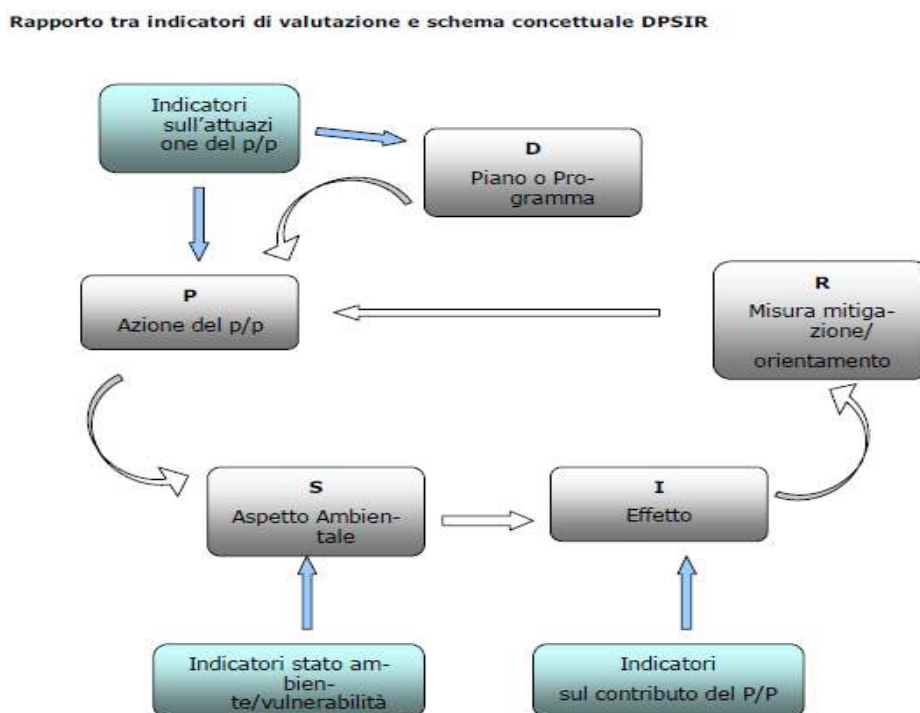 Rapporto tra indicatori di valutazione e schema concettuale DPSIR
Indicatori
sull'attuazi
one del p/p
D
Piano o Pro-
gramma
P
Azione del p/p
R
Misura mitiga-
zione/
orientamento
S
Aspetto Ambien-
tale
I
Effetto
Indicatori stato am-
bien-
te/vulnerabilità
Indicatori
sul contributo del P/P